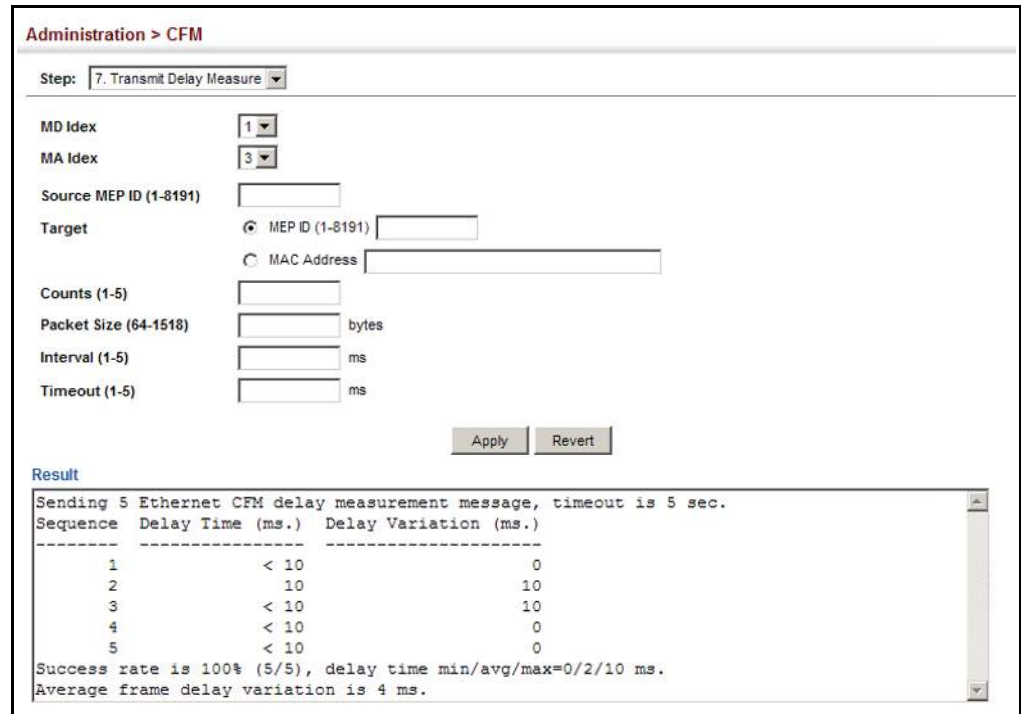 Administration > CFM
Step: 7. Transmit Delay Measure
MD Idex 1
MA Idex 3
Source MEP ID (1-8191)
Target MEP ID (1-8191)
MAC Address
Counts (1-5)
Packet Size (64-1518) bytes
Interval (1-5) ms
Timeout (1-5) ms
Apply Revert
Result
Sending 5 Ethernet CFM delay measurement message, timeout is 5 sec.
Sequence Delay Time (ms.) Delay Variation (ms.)
-------- ---------------- ---------------------
1 < 10 0
2 10 10
3 < 10 10
4 < 10 0
5 < 10 0
Success rate is 100% (5/5), delay time min/avg/max=0/2/10 ms.
Average frame delay variation is 4 ms.